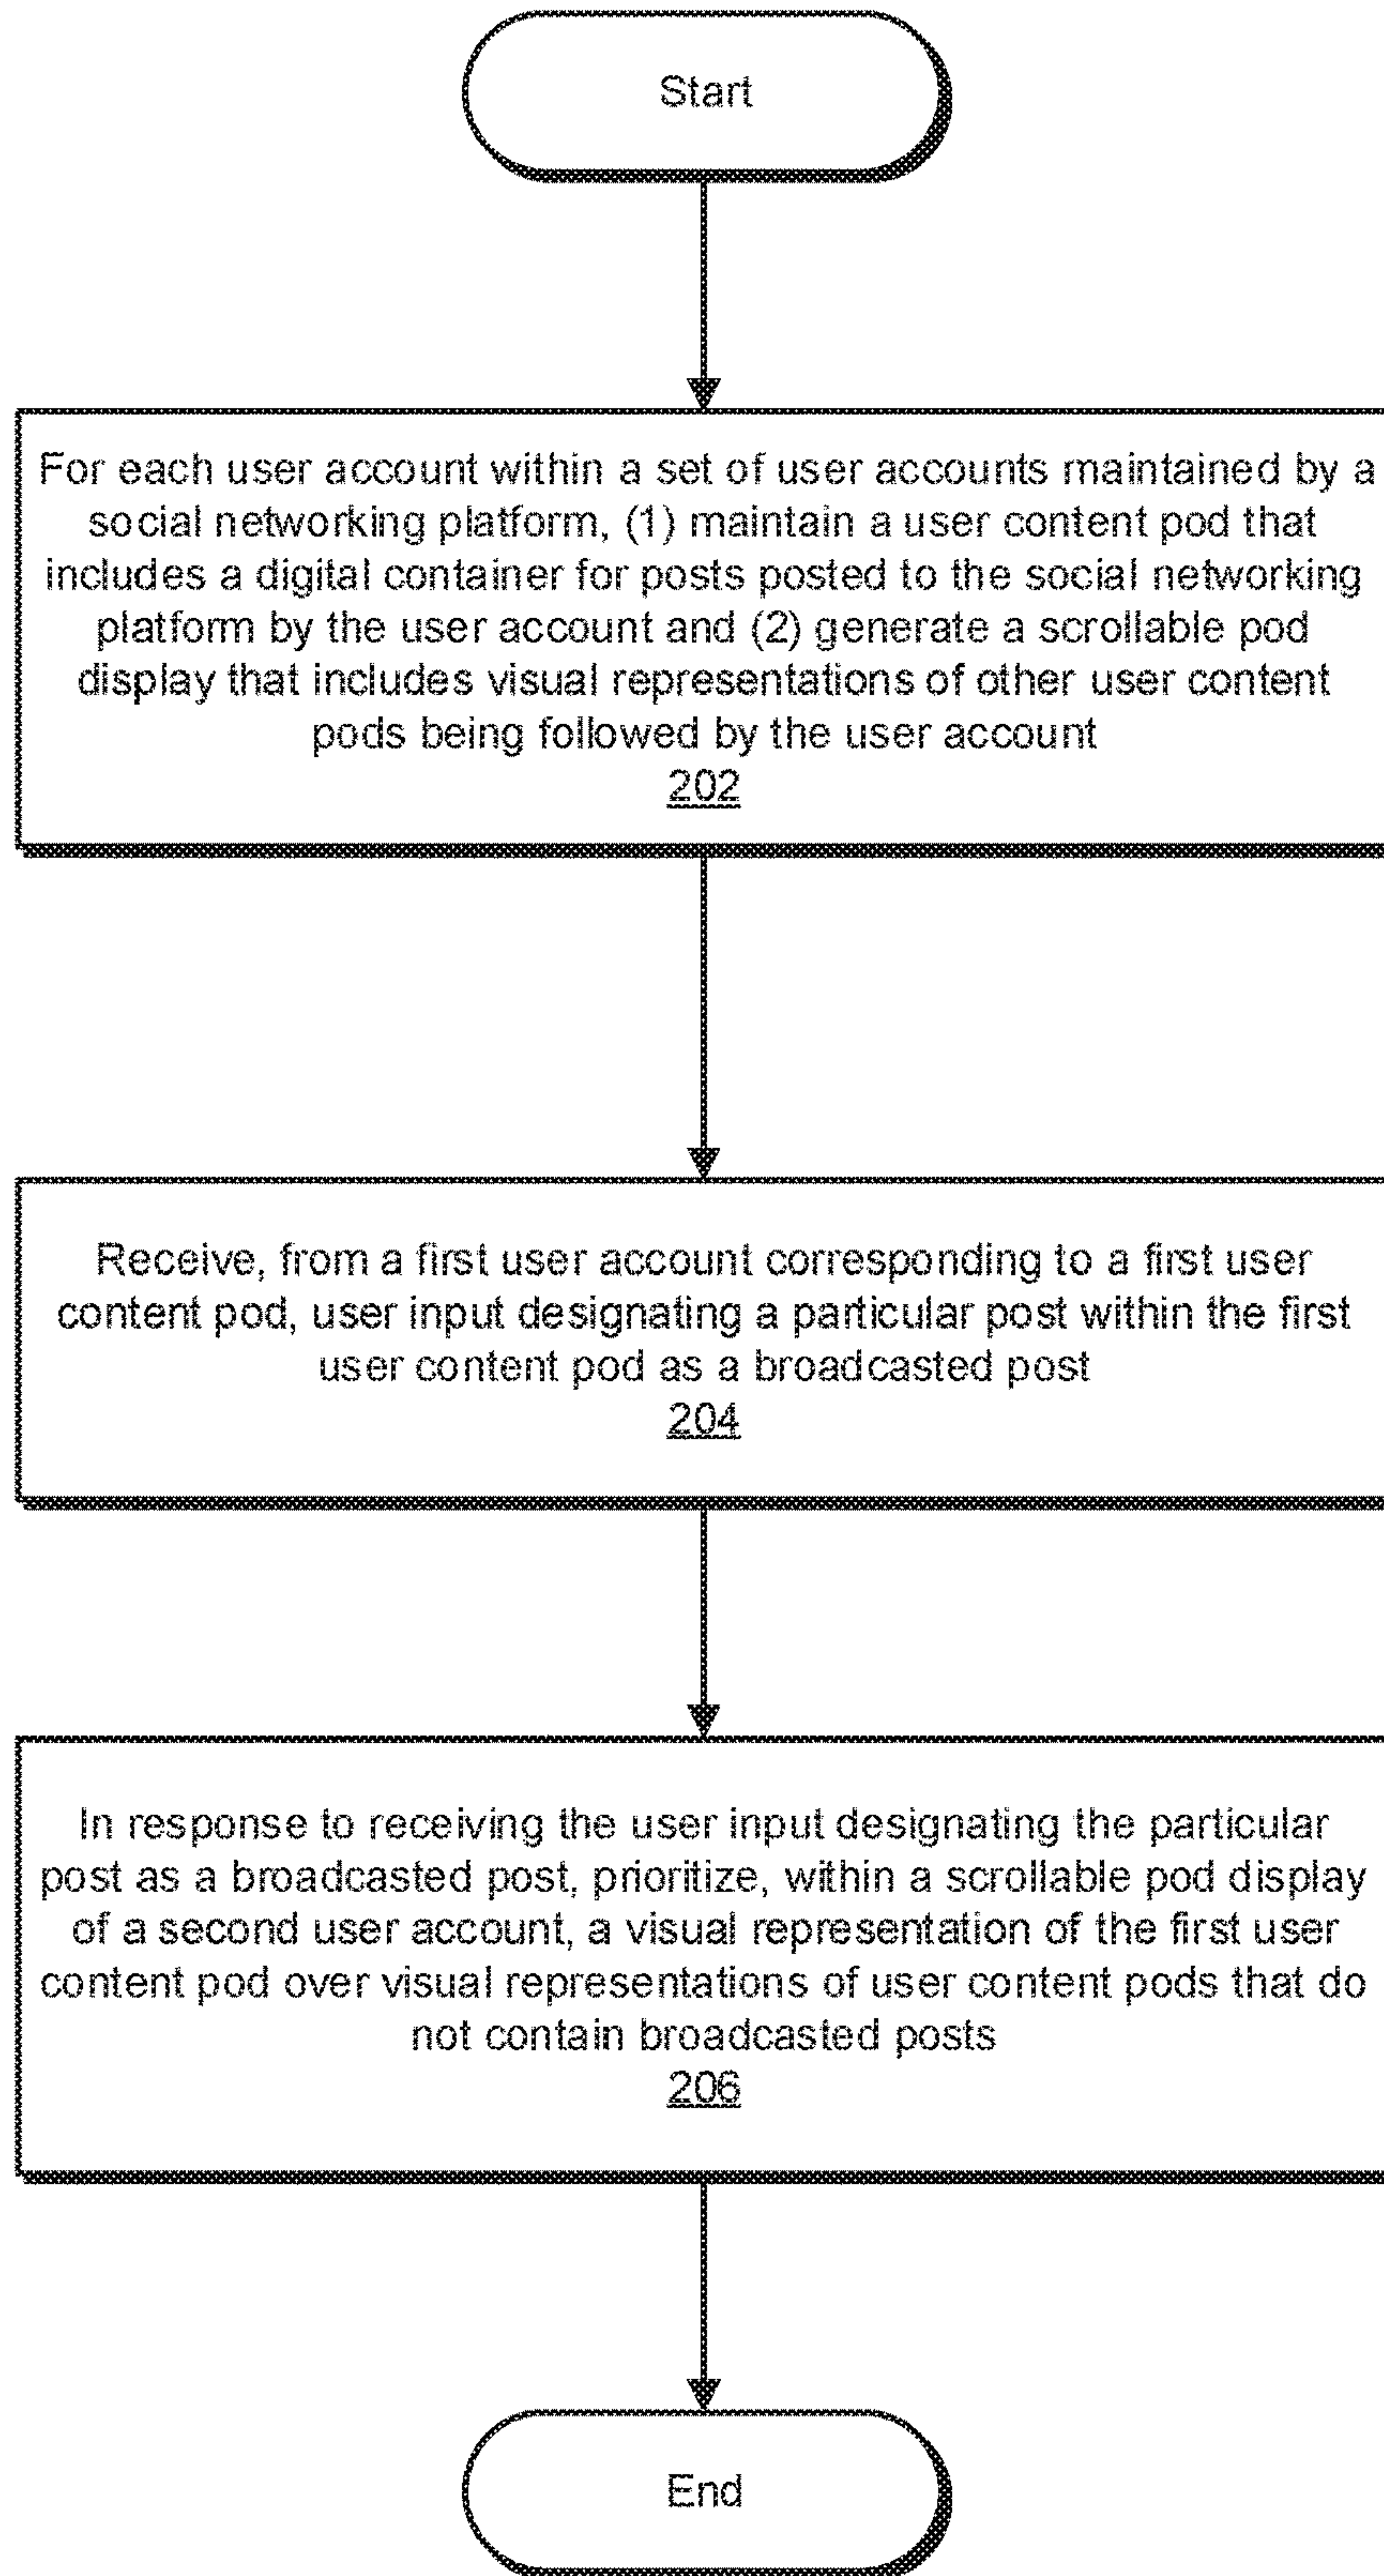 Start
For each user account within a set of user accounts maintained by a
social networking platform, (1) maintain a user content pod that
includes a digital container for posts posted to the social networking
platform by the user account and (2) generate a scrollable pod
display that includes visual representations of other user content
pods being followed by the user account
202
Receive, from a first user account corresponding to a first user
content pod, user input designating a particular post within the first
user content pod as a broadcasted post
204
In response to receiving the user input designating the particular
post as a broadcasted post, prioritize, within a scrollable pod display
of a second user account, a visual representation of the first user
content pod over visual representations of user content pods that do
not contain broadcasted posts
206
End